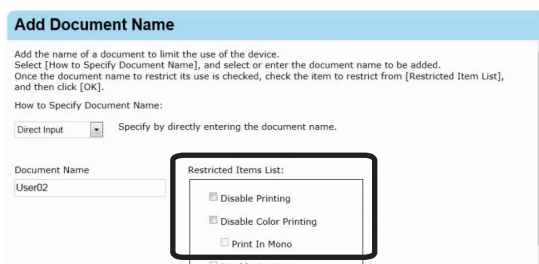 Add Document Name
Add the name of a document to limit the use of the device.
Select [How to Specify Document Name], and select or enter the document name to be added.
Once the document name to restrict its use is checked, check the item to restrict from [Restricted Item List],
and then click [OK].
How to Specify Document Name:
Direct Input Specify by directly entering the document name.
Document Name Restricted Items List:
User02
Disable Printing
Disable Color Printing
Print In Mono